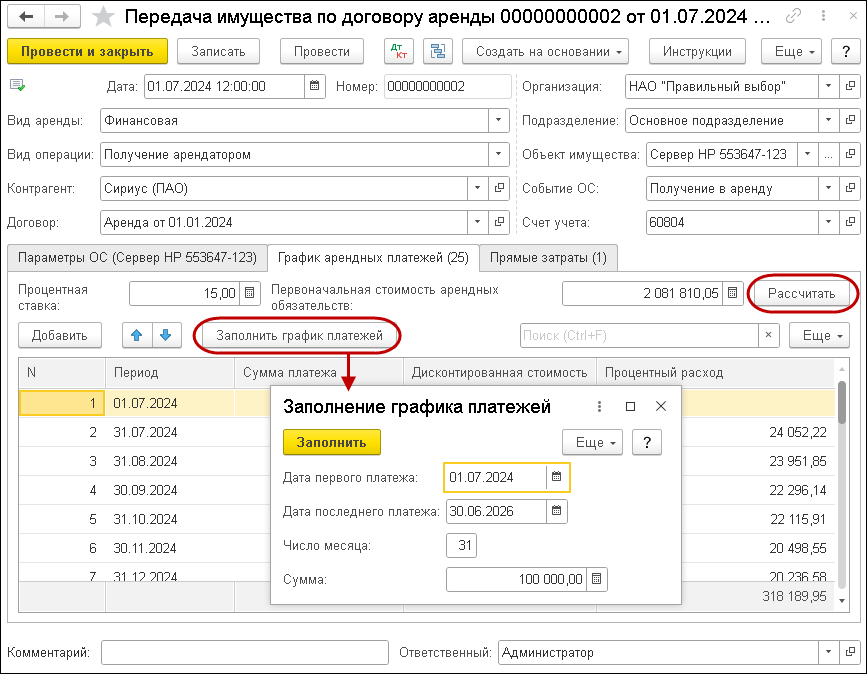 Передача имущества по договору аренды 00000000002 от 01.07.2024 ...
Провести и закрыть Записать Провести Дт Кт Создать на основании Инструкции Еще ?
Дата: 01.07.2024 12:00:00 Номер: 00000000002 Организация: НАО "Правильный выбор"
Вид аренды: Финансовая Подразделение: Основное подразделение
Вид операции: Получение арендатором Объект имущества: Сервер HP 553647-123 ...
Контрагент: Сириус (ПАО) Событие ОС: Получение в аренду
Договор: Аренда от 01.01.2024 Счет учета: 60804
Параметры ОС (Сервер HP 553647-123) График арендных платежей (25) Прямые затраты (1)
Процентная ставка: 15,00 Первоначальная стоимость арендных обязательств: 2 081 810,05 Рассчитать
Добавить Заполнить график платежей Поиск (Ctrl+F) × Еще
N Период Сумма платежа Дисконтированная стоимость Процентный расход
1 01.07.2024
2 31.07.2024 24 052,22
3 31.08.2024 23 951,85
4 30.09.2024 22 296,14
5 31.10.2024 22 115,91
6 30.11.2024 20 498,55
7 31.12.2024 20 236,58
318 189,95
Заполнение графика платежей
Заполнить Еще ?
Дата первого платежа: 01.07.2024
Дата последнего платежа: 30.06.2026
Число месяца: 31
Сумма: 100 000,00
Комментарий: Ответственный: Администратор